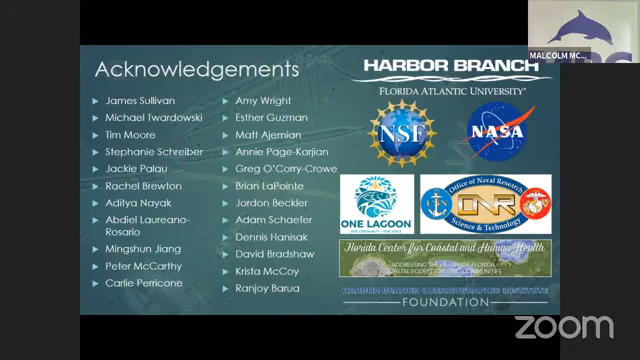 MALCOLM MC...
Acknowledgements
James Sullivan
Michael Twardowski
Tim Moore
Stephanie Schreiber
Jackie Palau
Rachel Brewton
Aditya Nayak
Abdiel Laureano-
Rosario
Mingshun Jiang
Peter McCarthy
Carlie Perricone
Amy Wright
Esther Guzman
Matt Ajemian
Annie Page-Karjian
Greg O'Corry-Crowe
Brian LaPointe
Jordon Beckler
Adam Schaefer
Dennis Hanisak
David Bradshaw
Krista McCoy
Ranjoy Barua
HARBOR BRANCH
FLORIDA ATLANTIC UNIVERSITY
NSF
NASA
ONE LAGOON
Office of Naval Research
ONR
Science & Technology
Florida Center for Coastal and Human Health
HARBOR BRANCH OCEANOGRAPHIC INSTITUTE
FOUNDATION
zoom